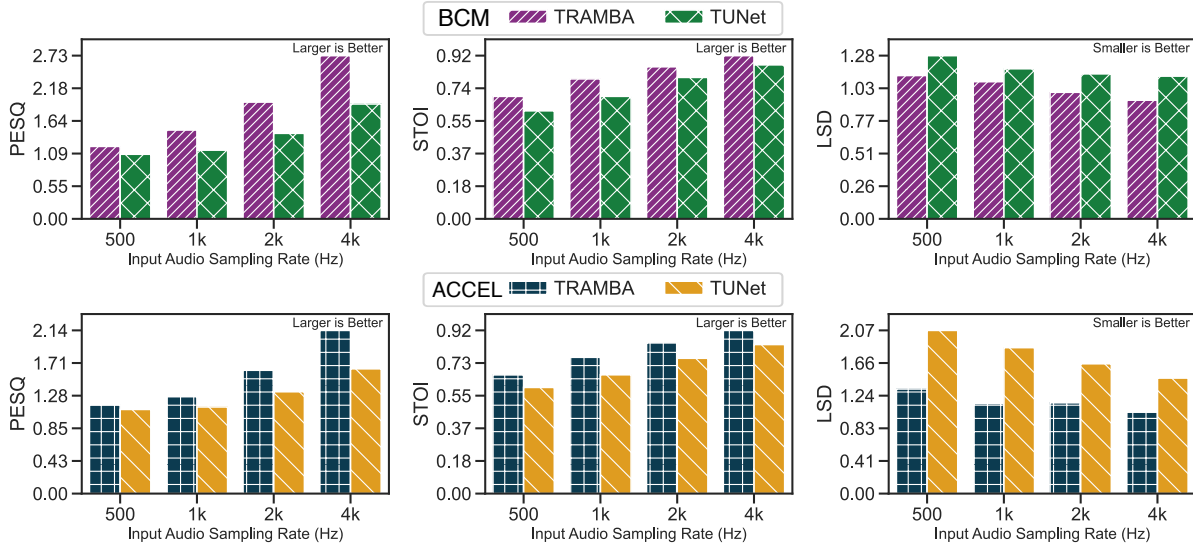 BCM TRAMBA TUNet
Larger is Better
PESQ
2.73
2.18
1.64
1.09
0.55
0.00
500 1k 2k 4k
Input Audio Sampling Rate (Hz)
Larger is Better
STOI
0.92
0.74
0.55
0.37
0.18
0.00
500 1k 2k 4k
Input Audio Sampling Rate (Hz)
Smaller is Better
LSD
1.28
1.03
0.77
0.51
0.26
0.00
500 1k 2k 4k
Input Audio Sampling Rate (Hz)
ACCEL TRAMBA TUNet
Larger is Better
PESQ
2.14
1.71
1.28
0.85
0.43
0.00
500 1k 2k 4k
Input Audio Sampling Rate (Hz)
Larger is Better
STOI
0.92
0.73
0.55
0.37
0.18
0.00
500 1k 2k 4k
Input Audio Sampling Rate (Hz)
Smaller is Better
LSD
2.07
1.66
1.24
0.83
0.41
0.00
500 1k 2k 4k
Input Audio Sampling Rate (Hz)